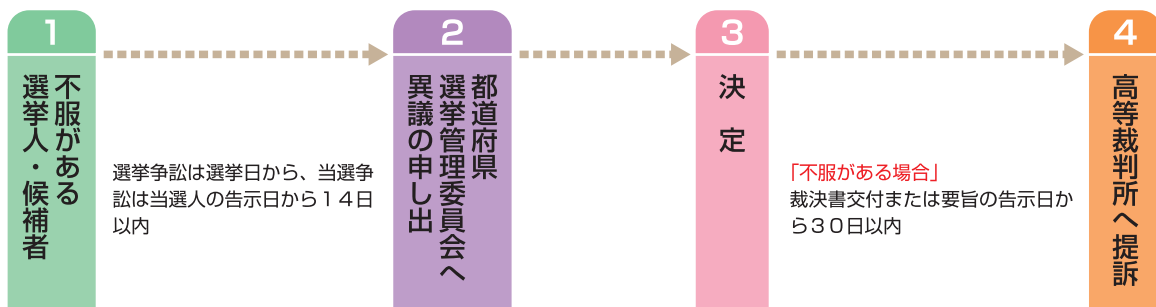 1
不服がある
選挙人・候補者
選挙争訟は選挙日から、当選争
訟は当選人の告示日から１４日
以内
2
都道府県
選挙管理委員会へ
異議の申し出
3
決定
「不服がある場合」
裁決書交付または要旨の告示日か
ら３０日以内
4
高等裁判所へ提訴